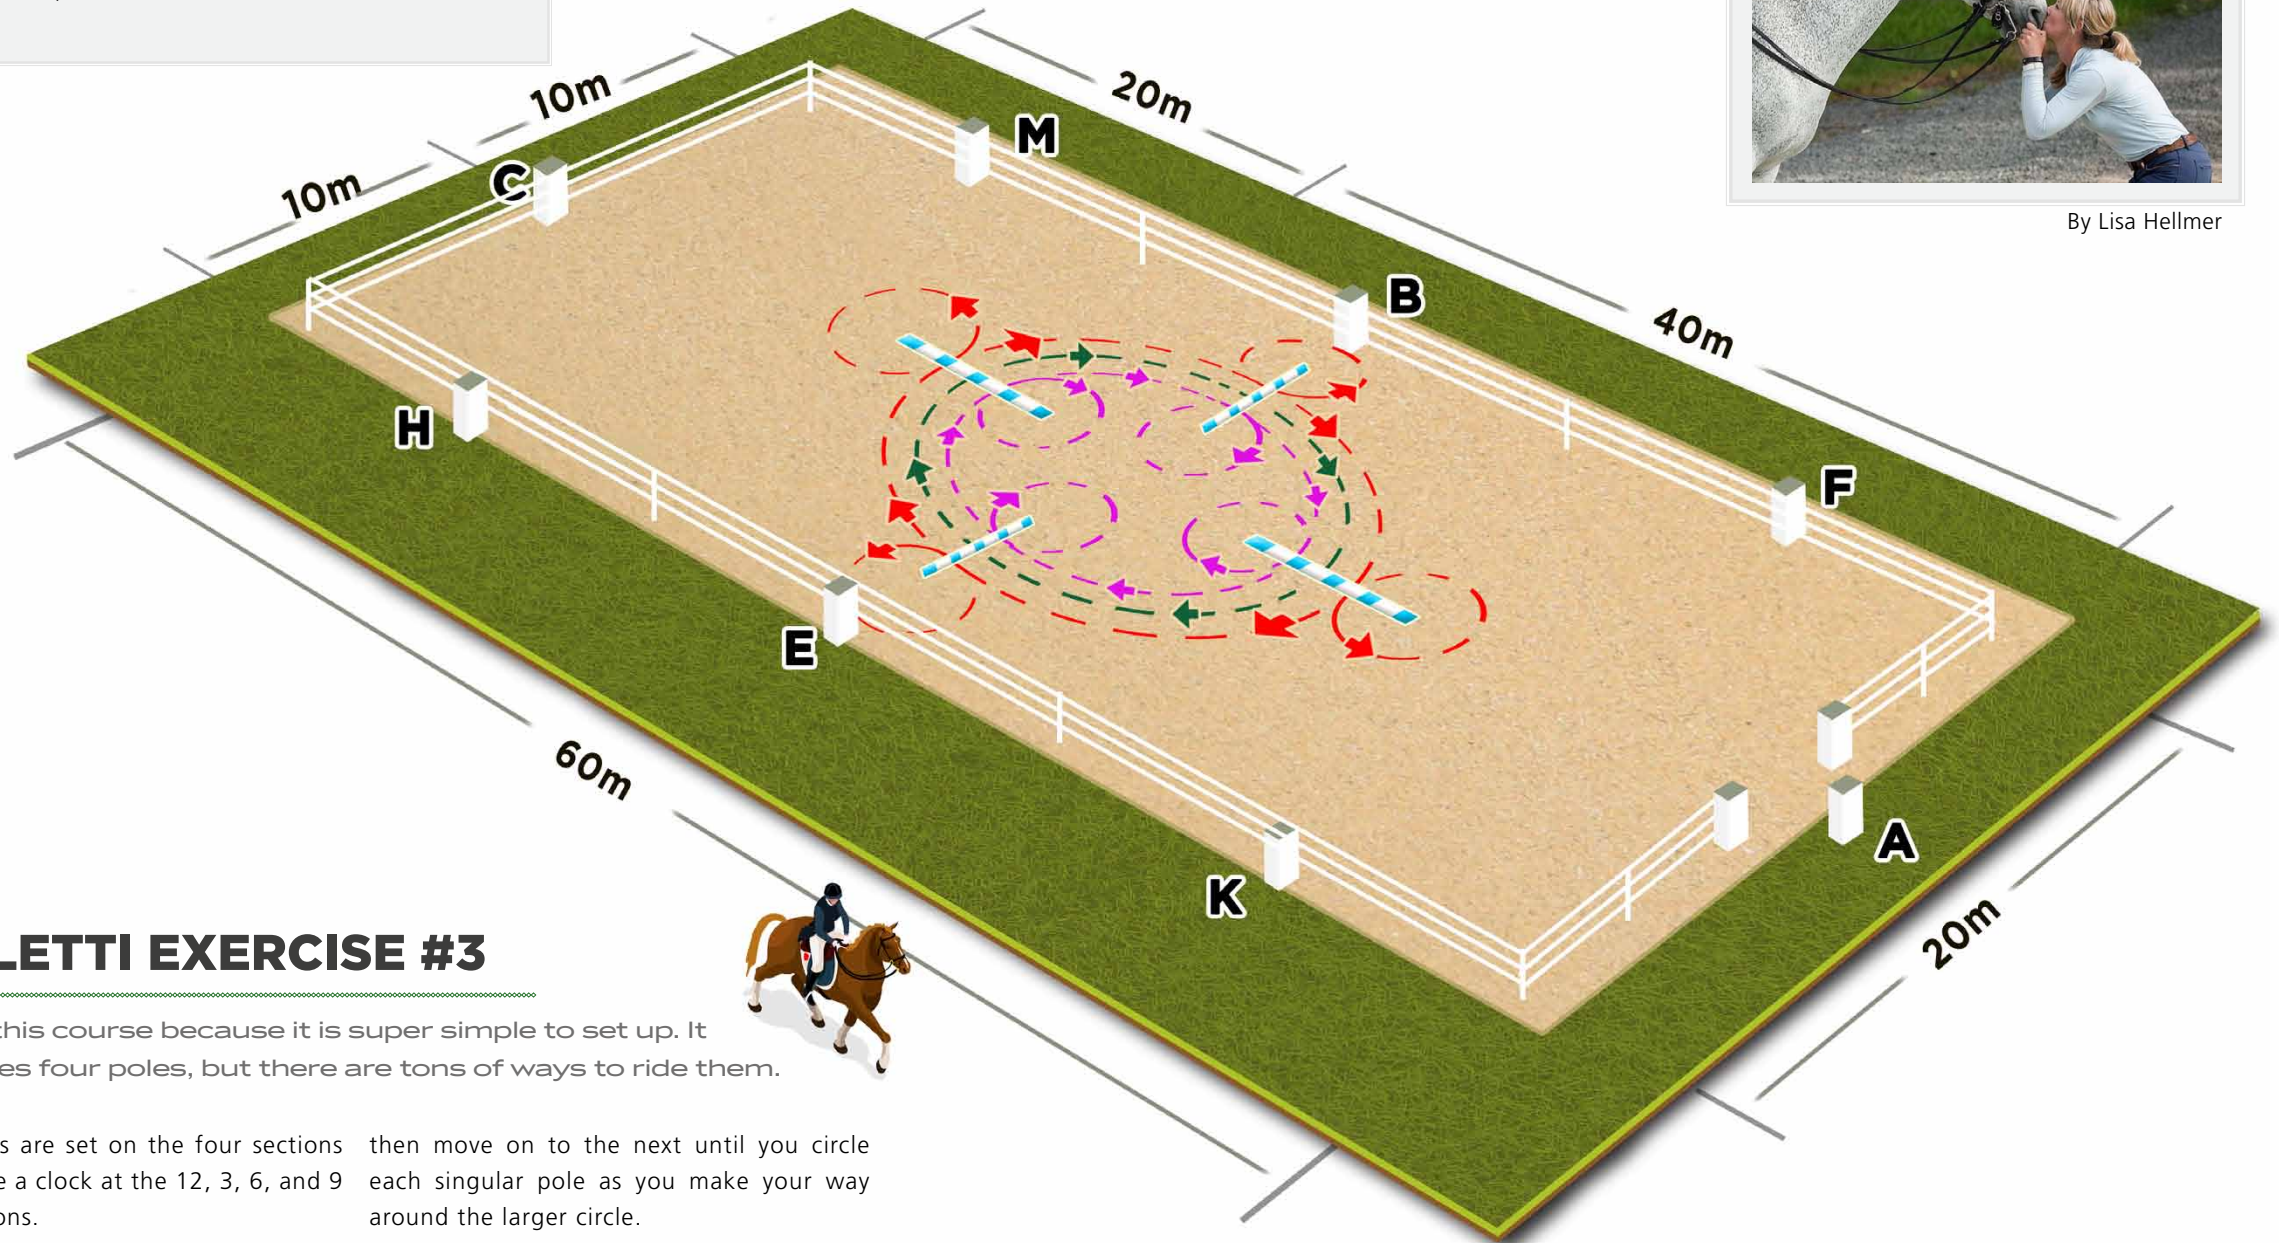 10m
20m
10m
M
C
By Lisa Hellmer
B
40m
H
F
E
60m
A
K
20m
LETTI EXERCISE #3
this course because it is super simple to set up. It
es four poles, but there are tons of ways to ride them.
s are set on the four sections
e a clock at the 12, 3, 6, and 9
ons.
then move on to the next until you circle
each singular pole as you make your way
around the larger circle.